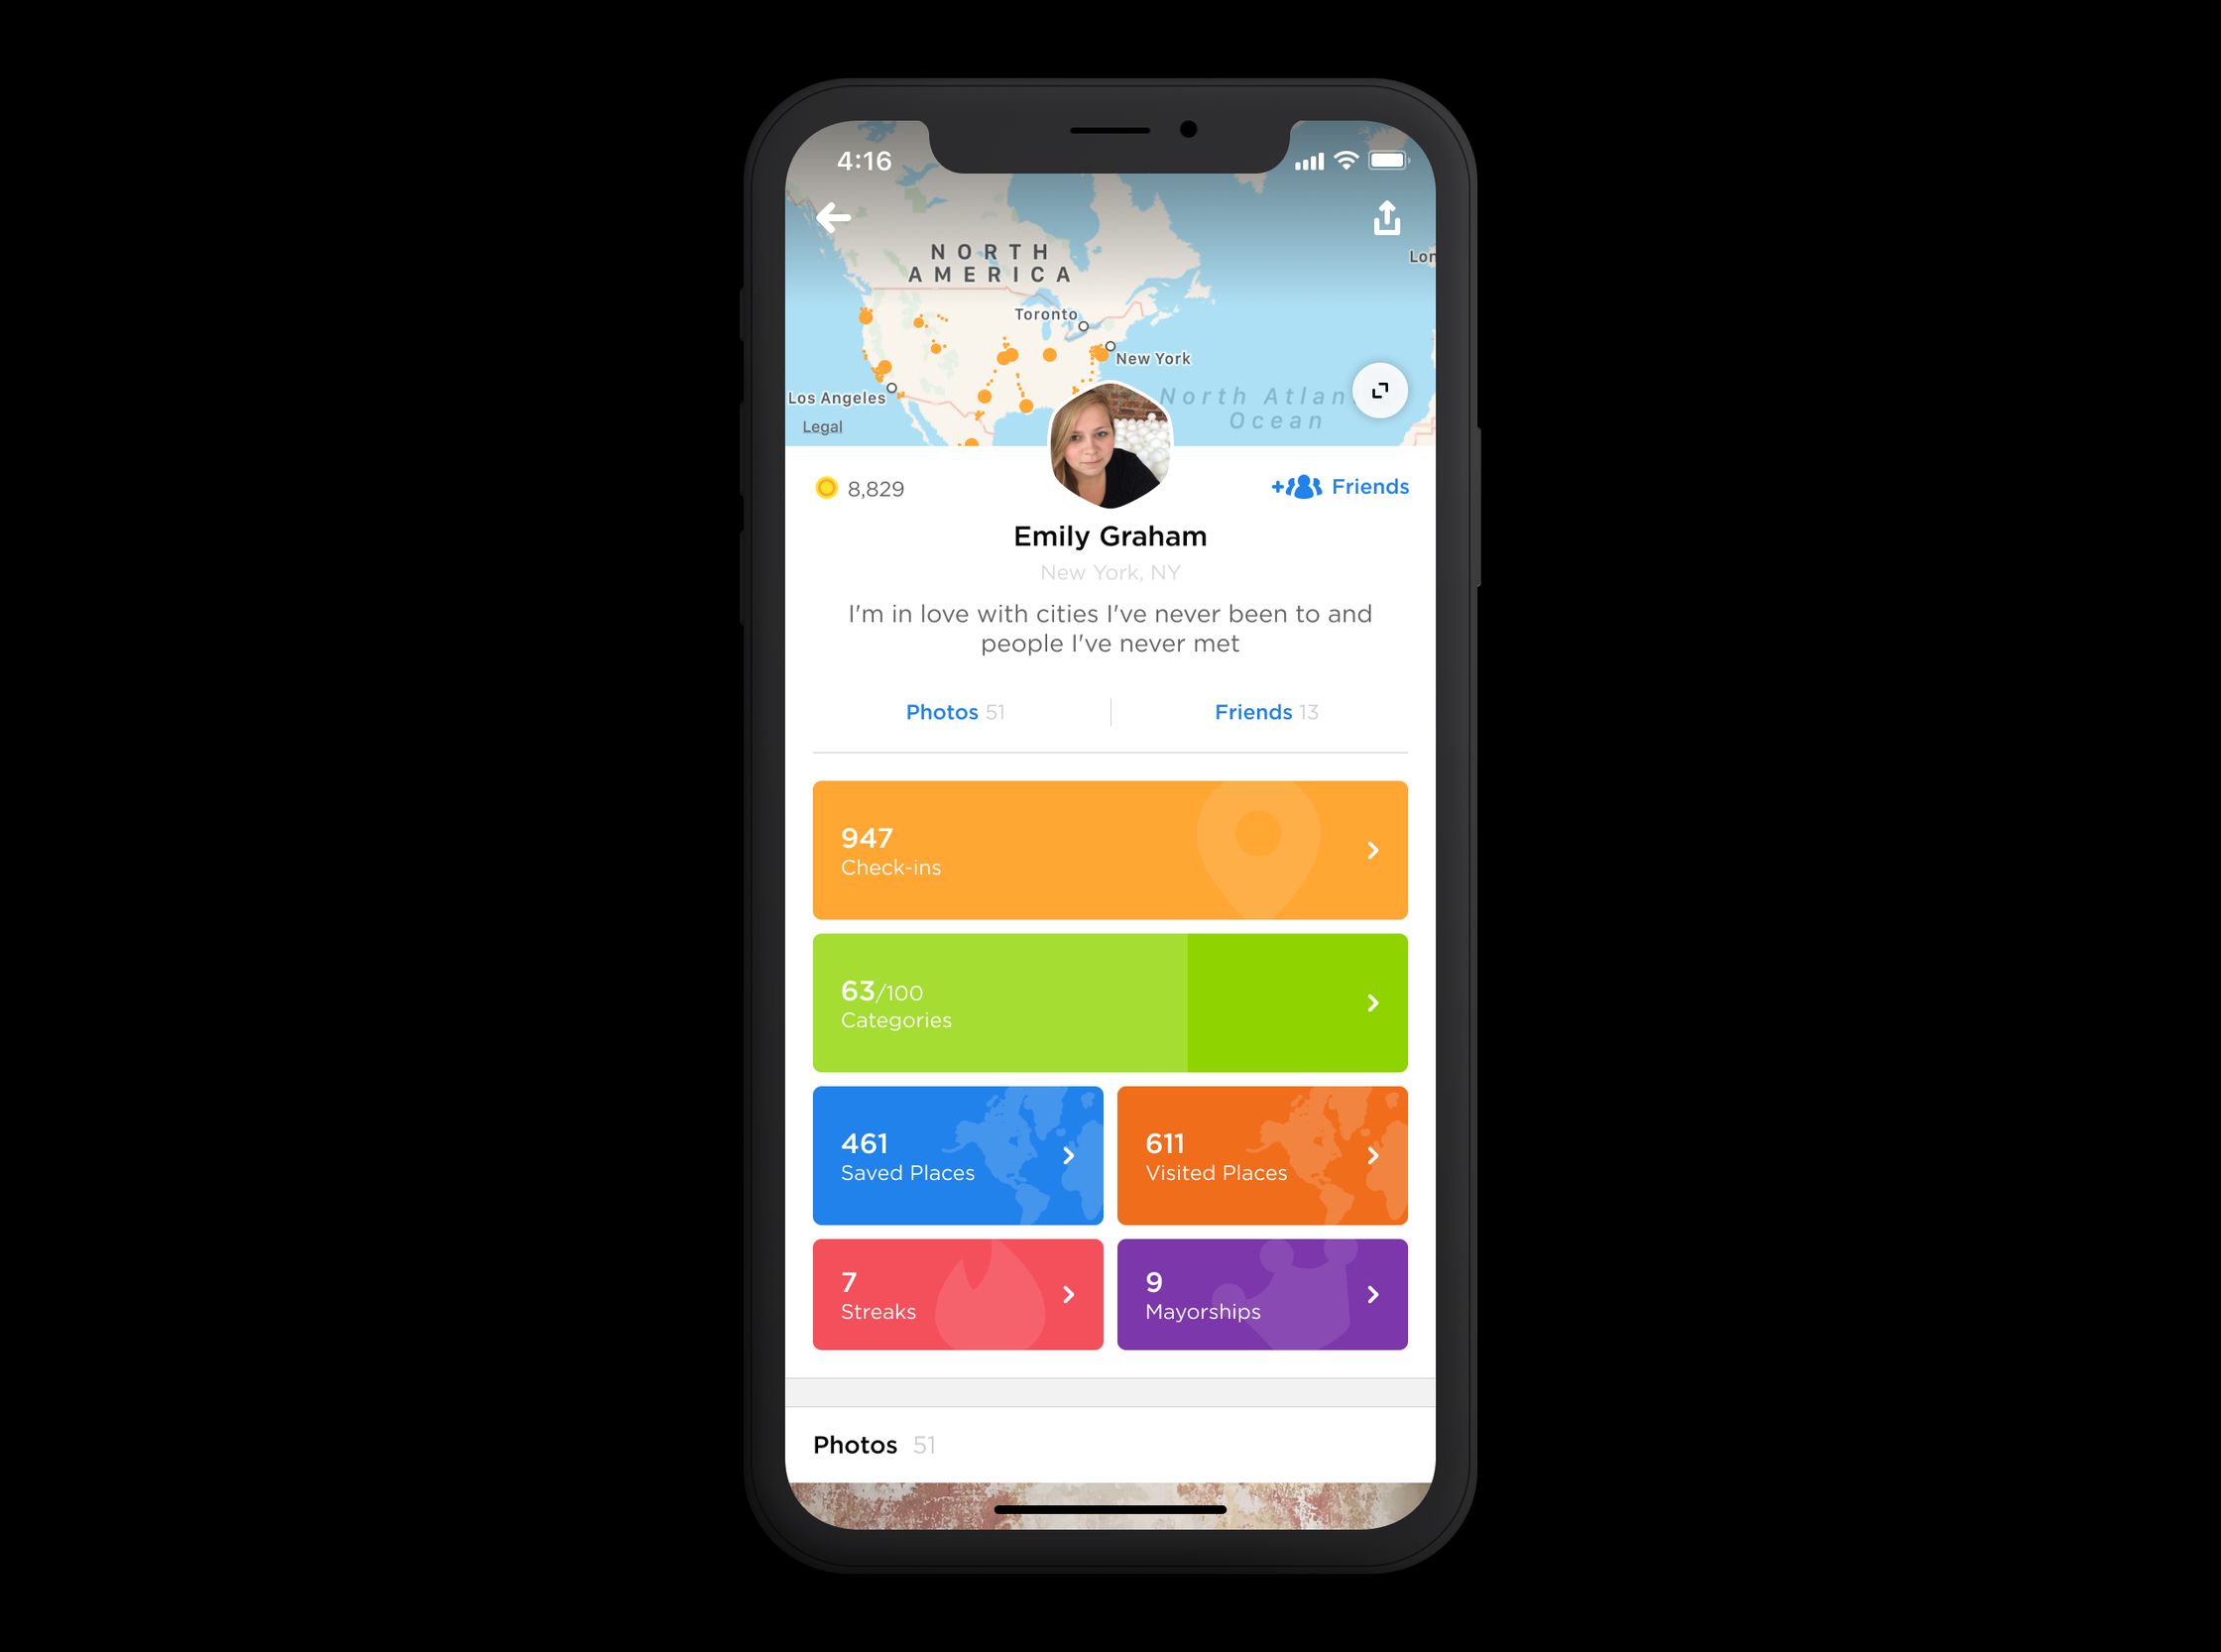 4:16
NORTH
AMERICA
Toronto
New York
Los Angeles
North Atlan
Ocean
Legal
8,829
+ Friends
Emily Graham
New York, NY
I'm in love with cities I've never been to and
people I've never met
Photos 51
Friends 13
947
Check-ins
63/100
Categories
461
Saved Places
611
Visited Places
7
Streaks
9
Mayorships
Photos 51